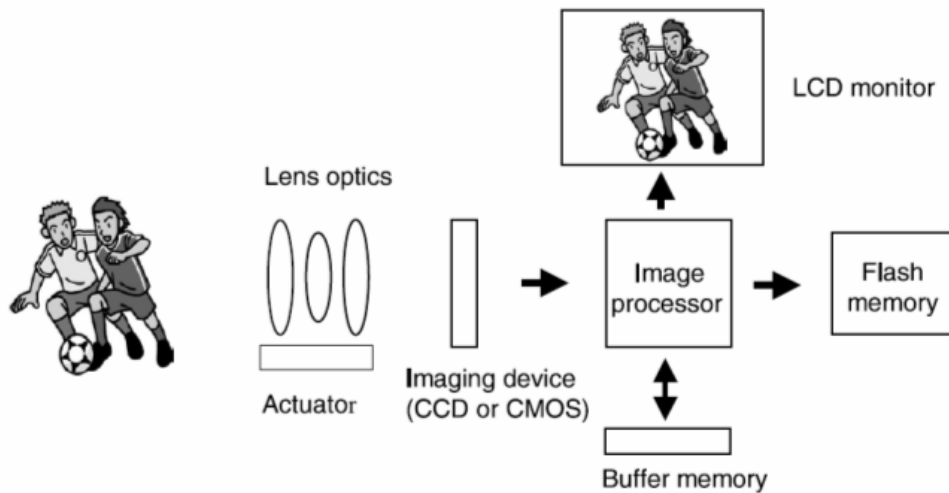 LCD monitor
Lens optics
Image
processor
Flash
memory
Actuator
Imaging device
(CCD or CMOS)
Buffer memory